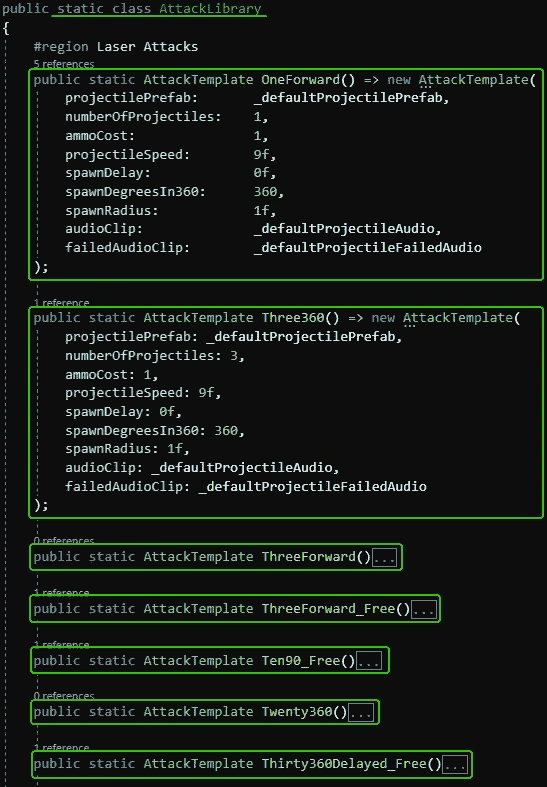 public static class AttackLibrary
{
#region Laser Attacks
5 references
public static AttackTemplate OneForward() => new AttackTemplate(
projectilePrefab: _defaultProjectilePrefab,
numberOfProjectiles: 1,
ammoCost: 1,
projectileSpeed: 9f,
spawnDelay: 0f,
spawnDegreesIn360: 360,
spawnRadius: 1f,
audioClip: _defaultProjectileAudio,
failedAudioClip: _defaultProjectileFailedAudio
);
1 reference
public static AttackTemplate Three360() => new AttackTemplate(
projectilePrefab: _defaultProjectilePrefab,
numberOfProjectiles: 3,
ammoCost: 1,
projectileSpeed: 9f,
spawnDelay: 0f,
spawnDegreesIn360: 360,
spawnRadius: 1f,
audioClip: _defaultProjectileAudio,
failedAudioClip: _defaultProjectileFailedAudio
);
0 references
public static AttackTemplate ThreeForward()...
1 reference
public static AttackTemplate ThreeForward_Free()...
1 reference
public static AttackTemplate Ten90_Free()...
0 references
public static AttackTemplate Twenty360()...
1 reference
public static AttackTemplate Thirty360Delayed_Free()...